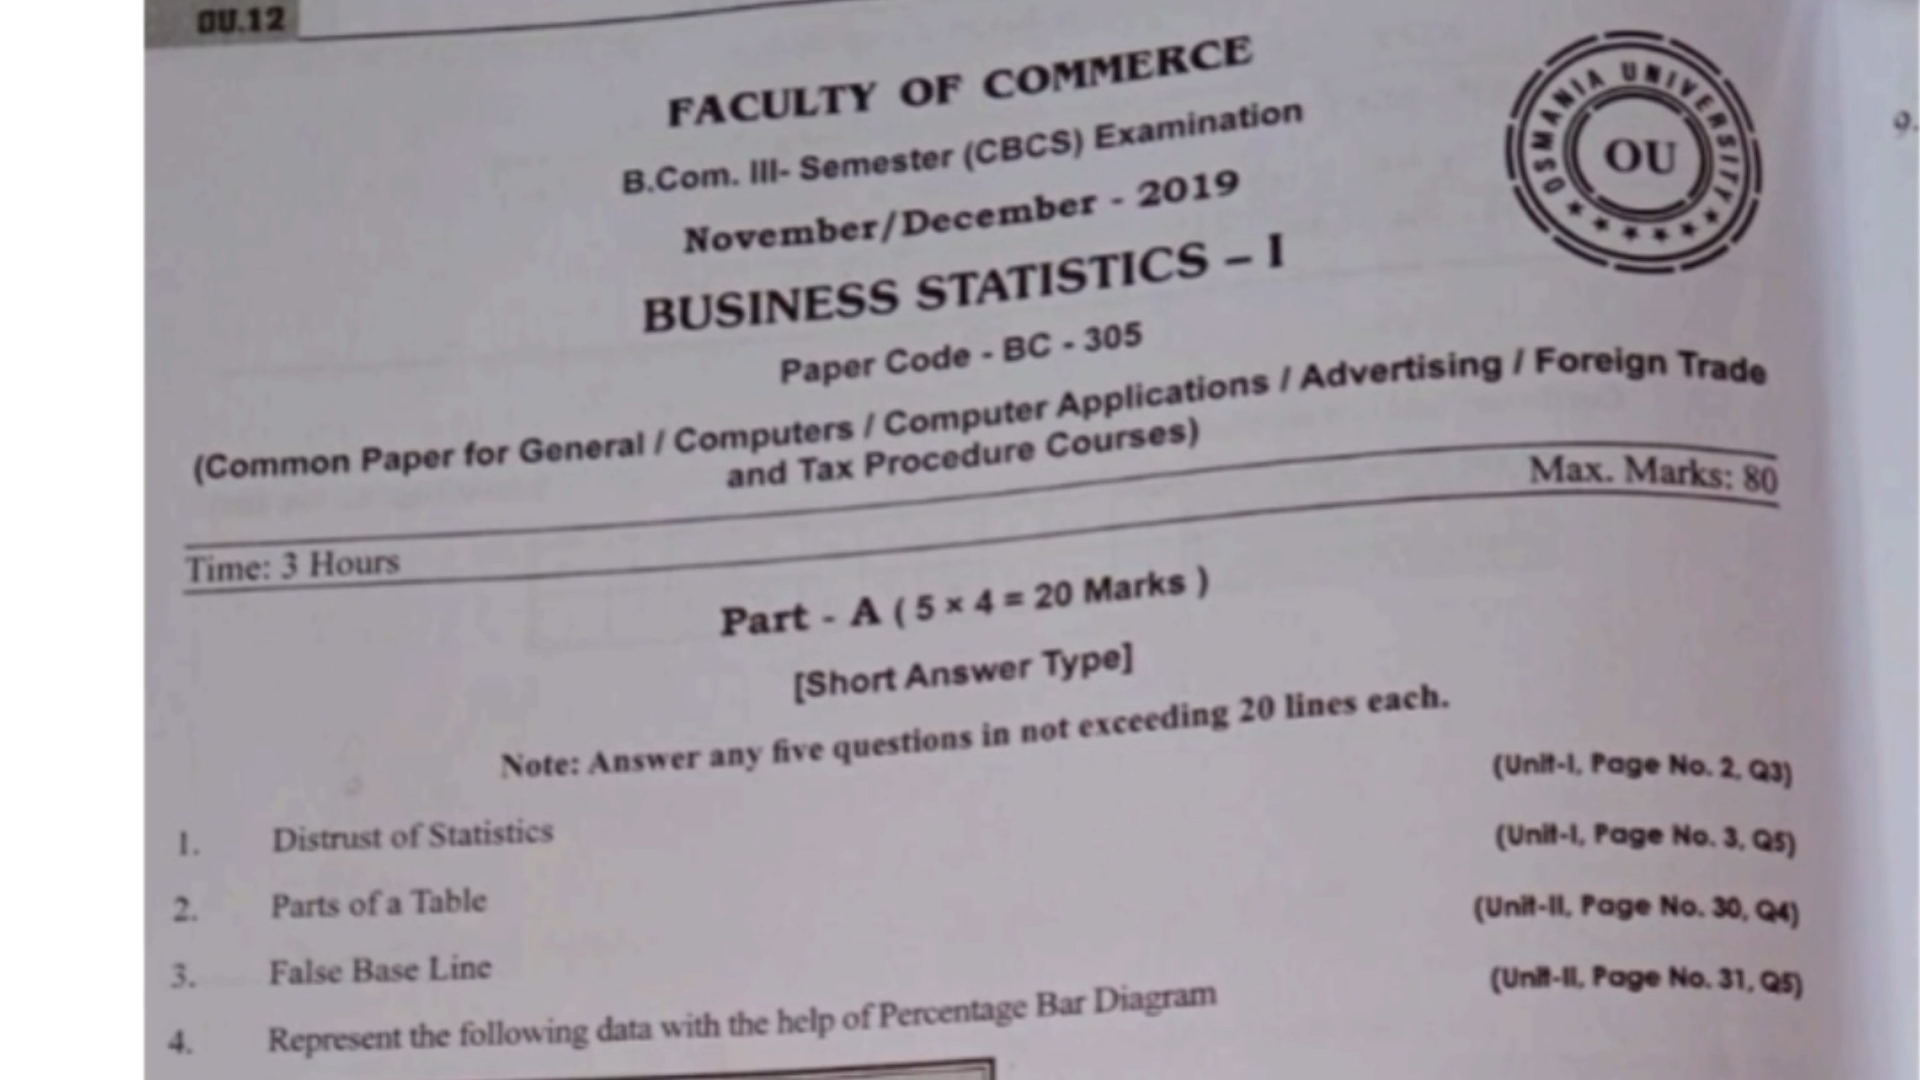 OU.12
FACULTY OF COMMERCE
B.Com. III- Semester (CBCS) Examination
November/December - 2019
BUSINESS STATISTICS – I
Paper Code - BC - 305
(Common Paper for General / Computers / Computer Applications / Advertising / Foreign Trade
and Tax Procedure Courses)
OSMANIA UNIVERSITY
OU
9.
Time: 3 Hours
Max. Marks: 80
Part - A ( 5 × 4 = 20 Marks )
[Short Answer Type]
Note: Answer any five questions in not exceeding 20 lines each.
1. Distrust of Statistics (Unit-I, Page No. 2, Q3)
2. Parts of a Table (Unit-I, Page No. 3, Q5)
3. False Base Line (Unit-II, Page No. 30, Q4)
4. Represent the following data with the help of Percentage Bar Diagram (Unit-II, Page No. 31, Q5)